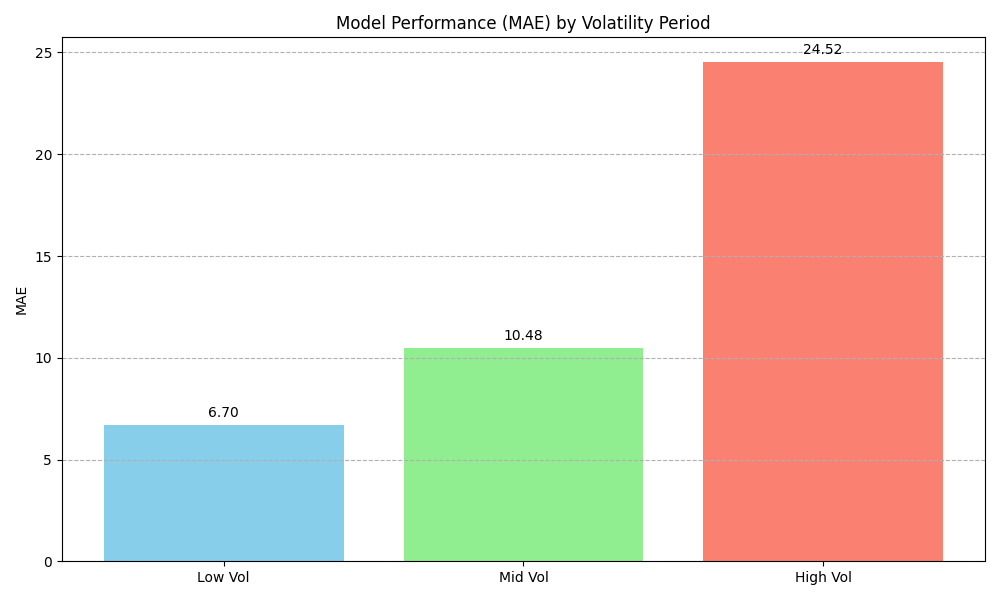 Model Performance (MAE) by Volatility Period
MAE
25
20
15
10
5
0
6.70
10.48
24.52
Low Vol
Mid Vol
High Vol